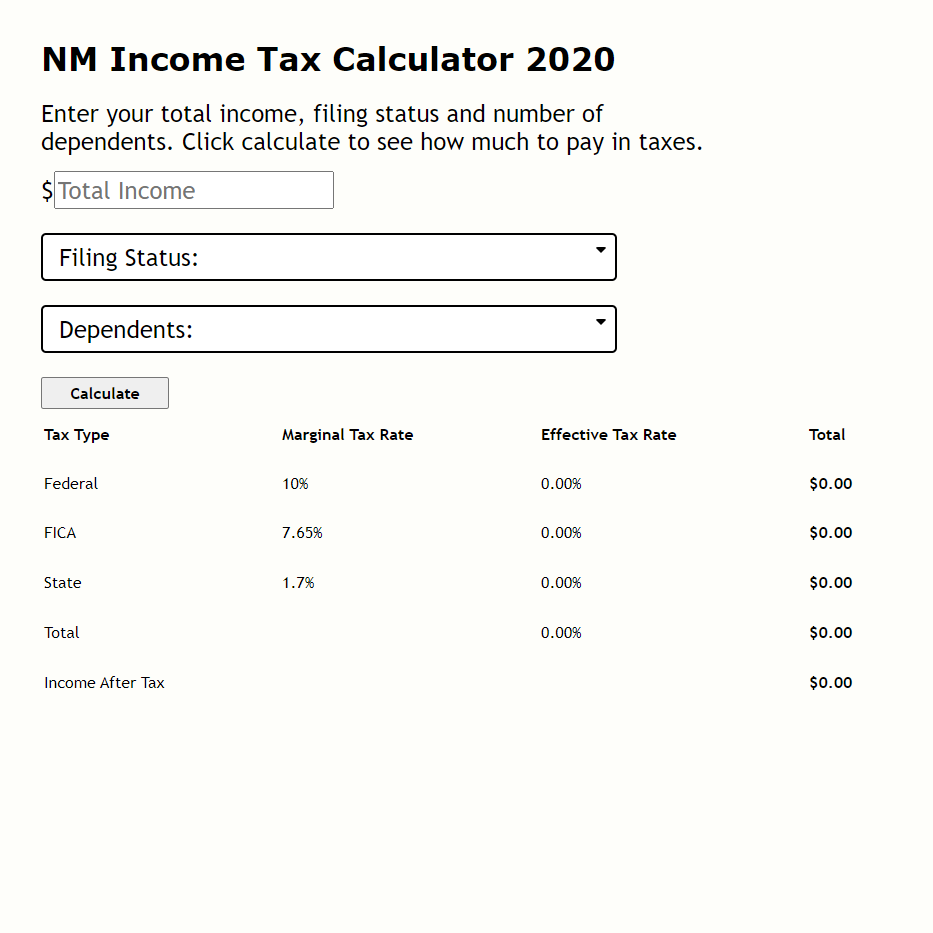 NM Income Tax Calculator 2020
Enter your total income, filing status and number of
dependents. Click calculate to see how much to pay in taxes.
$Total Income
Filing Status:
Dependents:
Calculate
Tax Type Marginal Tax Rate Effective Tax Rate Total
Federal 10% 0.00% $0.00
FICA 7.65% 0.00% $0.00
State 1.7% 0.00% $0.00
Total 0.00% $0.00
Income After Tax $0.00